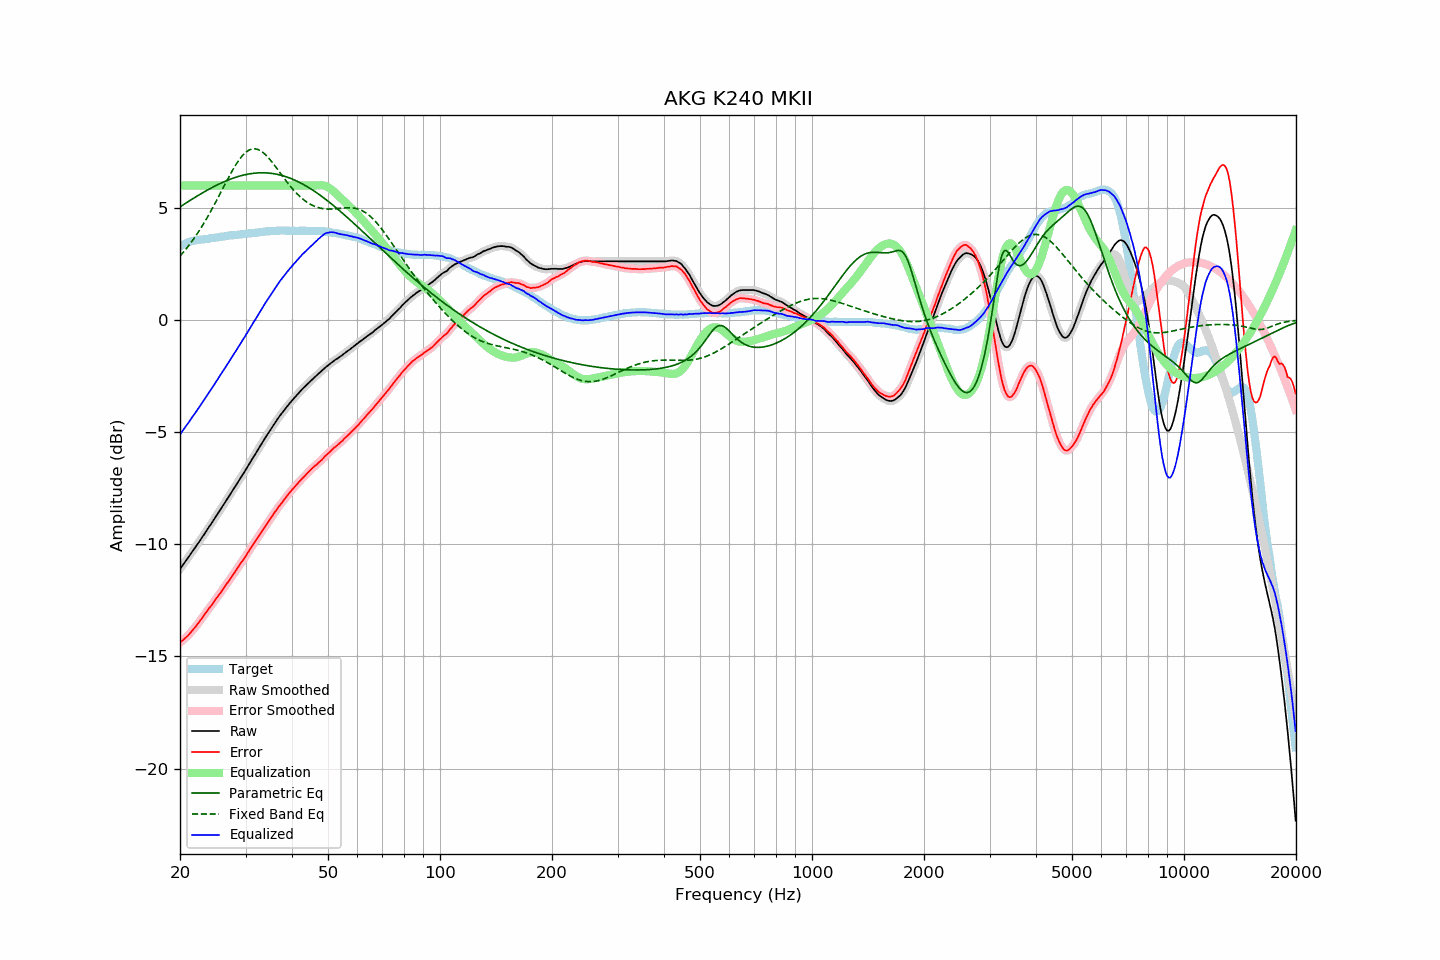 AKG K240 MKII
Amplitude (dBr)
5
0
−5
−10
−15
−20
Target
Raw Smoothed
Error Smoothed
Raw
Error
Equalization
Parametric Eq
Fixed Band Eq
Equalized
20 50 100 200 500 1000 2000 5000 10000 20000
Frequency (Hz)